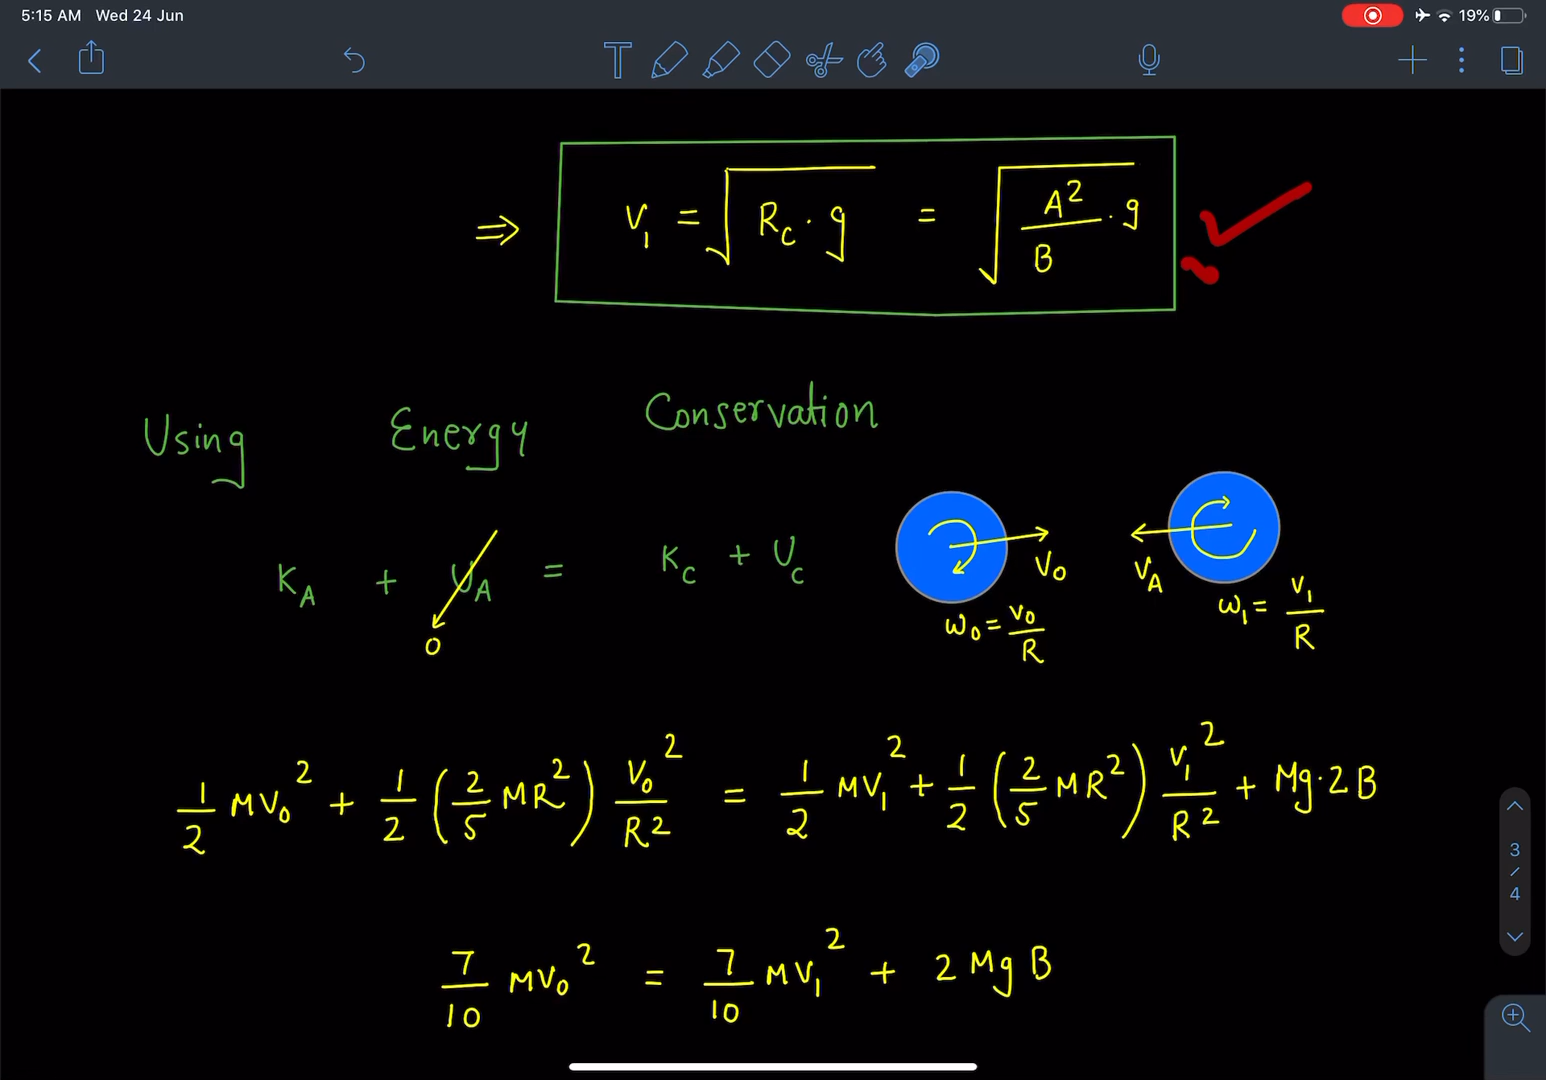 5:15 AM Wed 24 Jun
19%
T
⇒ V₁ = √(R_C · g) = √(A²/B · g)
Using Energy Conservation
K_A + U_A = K_C + U_C
0
V₀
V_A
ω₀ = V₀/R
ω₁ = V₁/R
1/2 MV₀² + 1/2 (2/5 MR²) V₀²/R² = 1/2 MV₁² + 1/2 (2/5 MR²) V₁²/R² + Mg·2B
7/10 MV₀² = 7/10 MV₁² + 2MgB
3
/
4